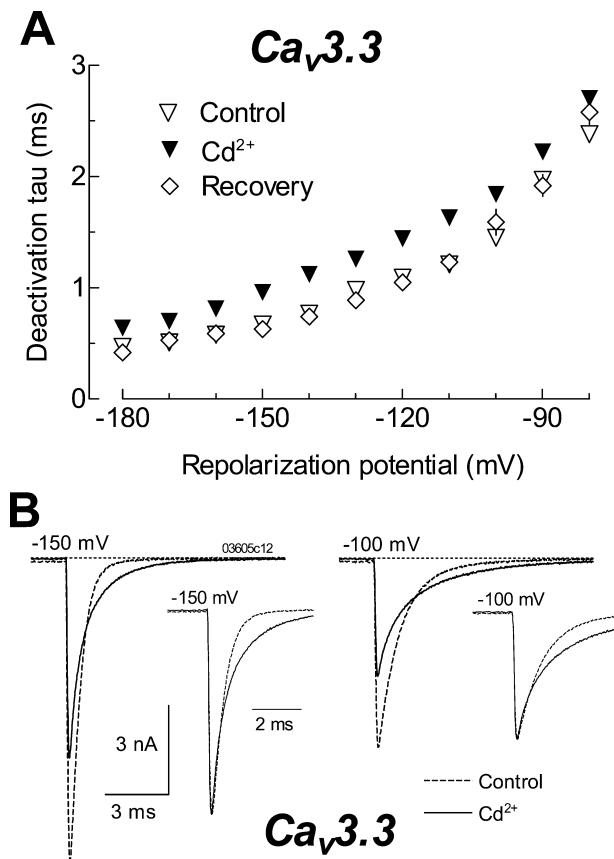 A
Cav3.3
3
2
1
0
Deactivation tau (ms)
Control
Cd2+
Recovery
-180
-150
-120
-90
Repolarization potential (mV)
B
-150 mV
03605c12
-100 mV
-150 mV
-100 mV
2 ms
3 nA
3 ms
Control
Cd2+
Cav3.3